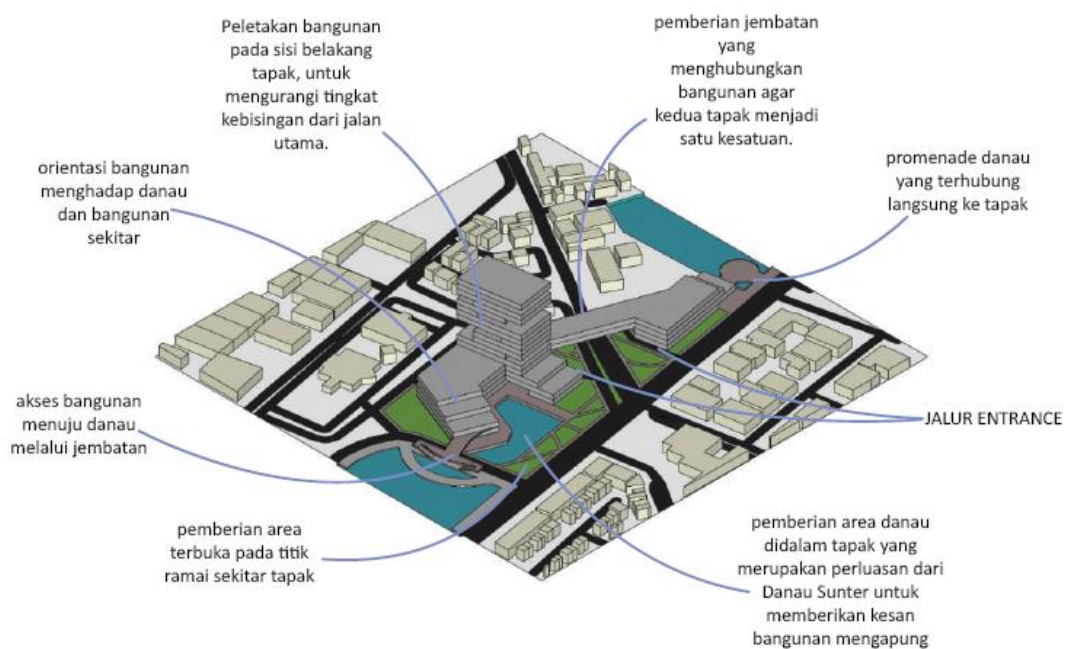 Peletakan bangunan
pada sisi belakang
tapak, untuk
mengurangi tingkat
kebisingan dari jalan
utama.
pemberian jembatan
yang
menghubungkan
bangunan agar
kedua tapak menjadi
satu kesatuan.
orientasi bangunan
menghadap danau
dan bangunan
sekitar
promenade danau
yang terhubung
langsung ke tapak
akses bangunan
menuju danau
melalui jembatan
JALUR ENTRANCE
pemberian area
terbuka pada titik
ramai sekitar tapak
pemberian area danau
didalam tapak yang
merupakan perluasan dari
Danau Sunter untuk
memberikan kesan
bangunan mengapung